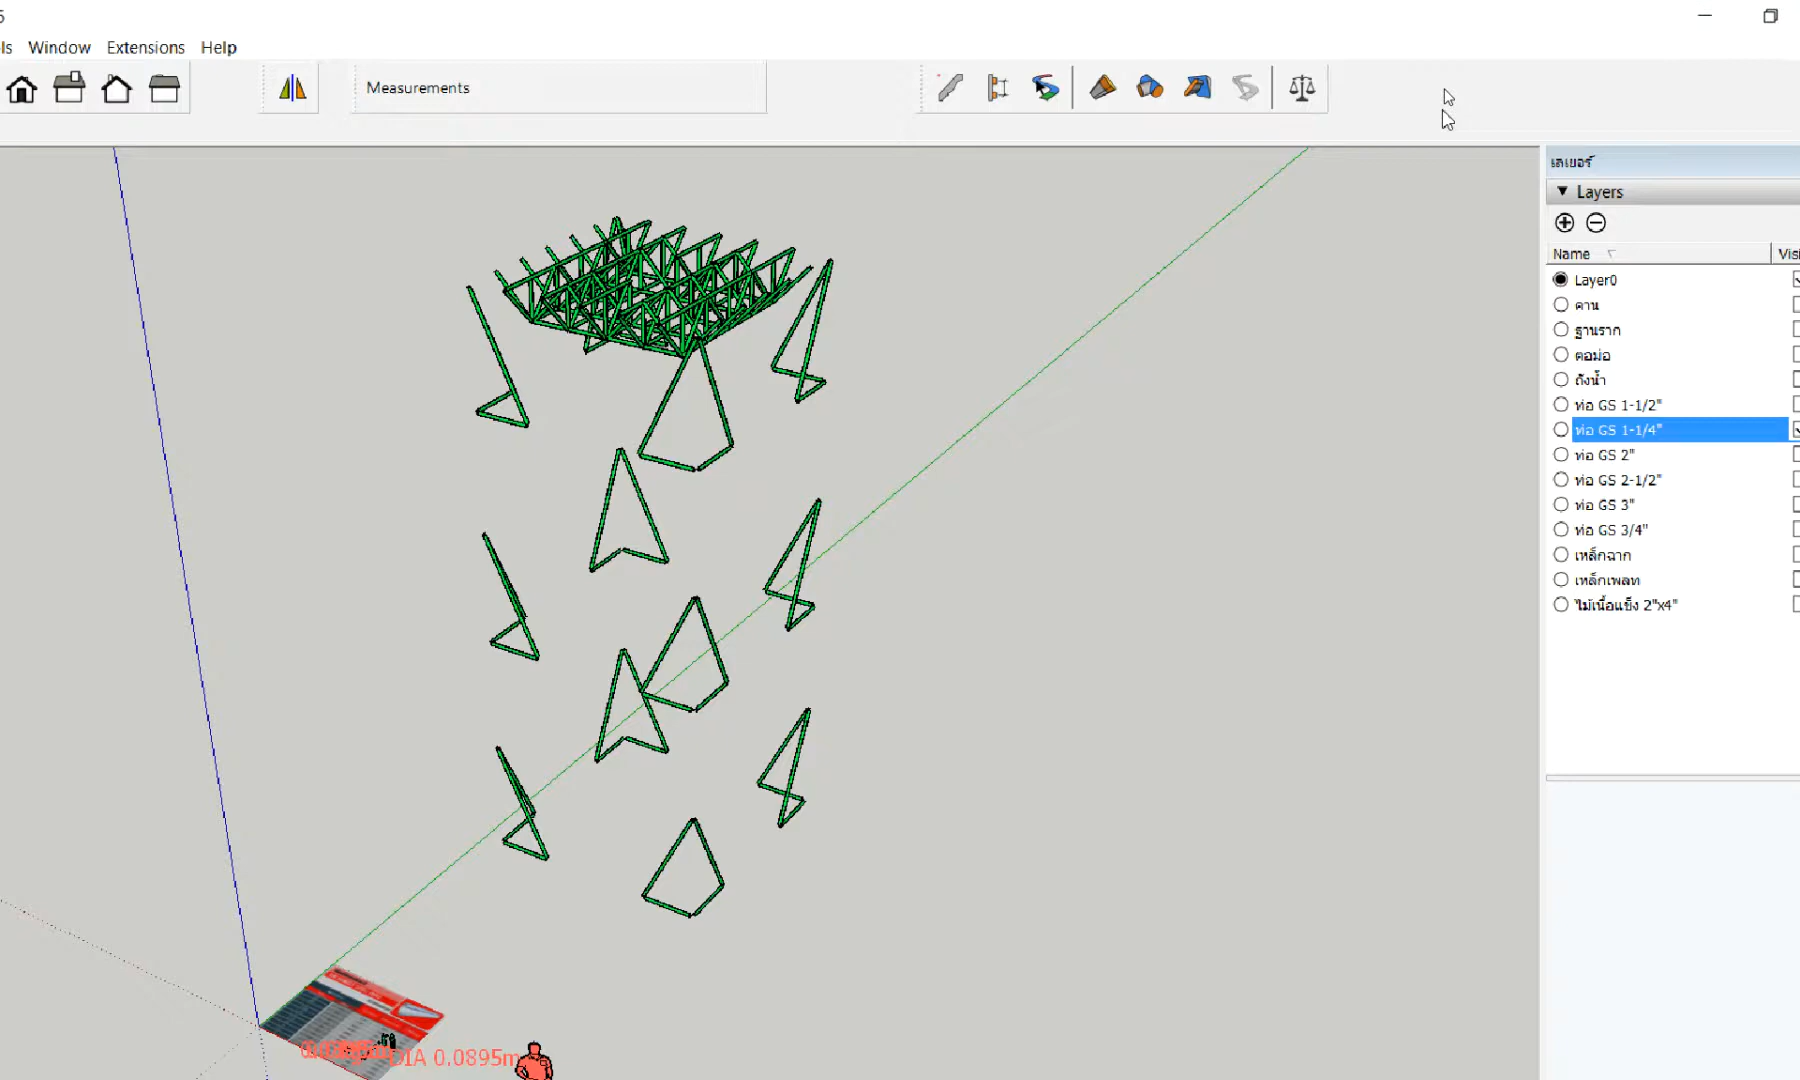 5
ls Window Extensions Help
Measurements
เลเยอร์
Layers
Name Visi
Layer0
คาน
ฐานราก
ตอม่อ
ถังน้ำ
ท่อ GS 1-1/2"
ท่อ GS 1-1/4"
ท่อ GS 2"
ท่อ GS 2-1/2"
ท่อ GS 3"
ท่อ GS 3/4"
เหล็กฉาก
เหล็กเพลท
ไม้เนื้อแข็ง 2"x4"
DIA 0.0895m